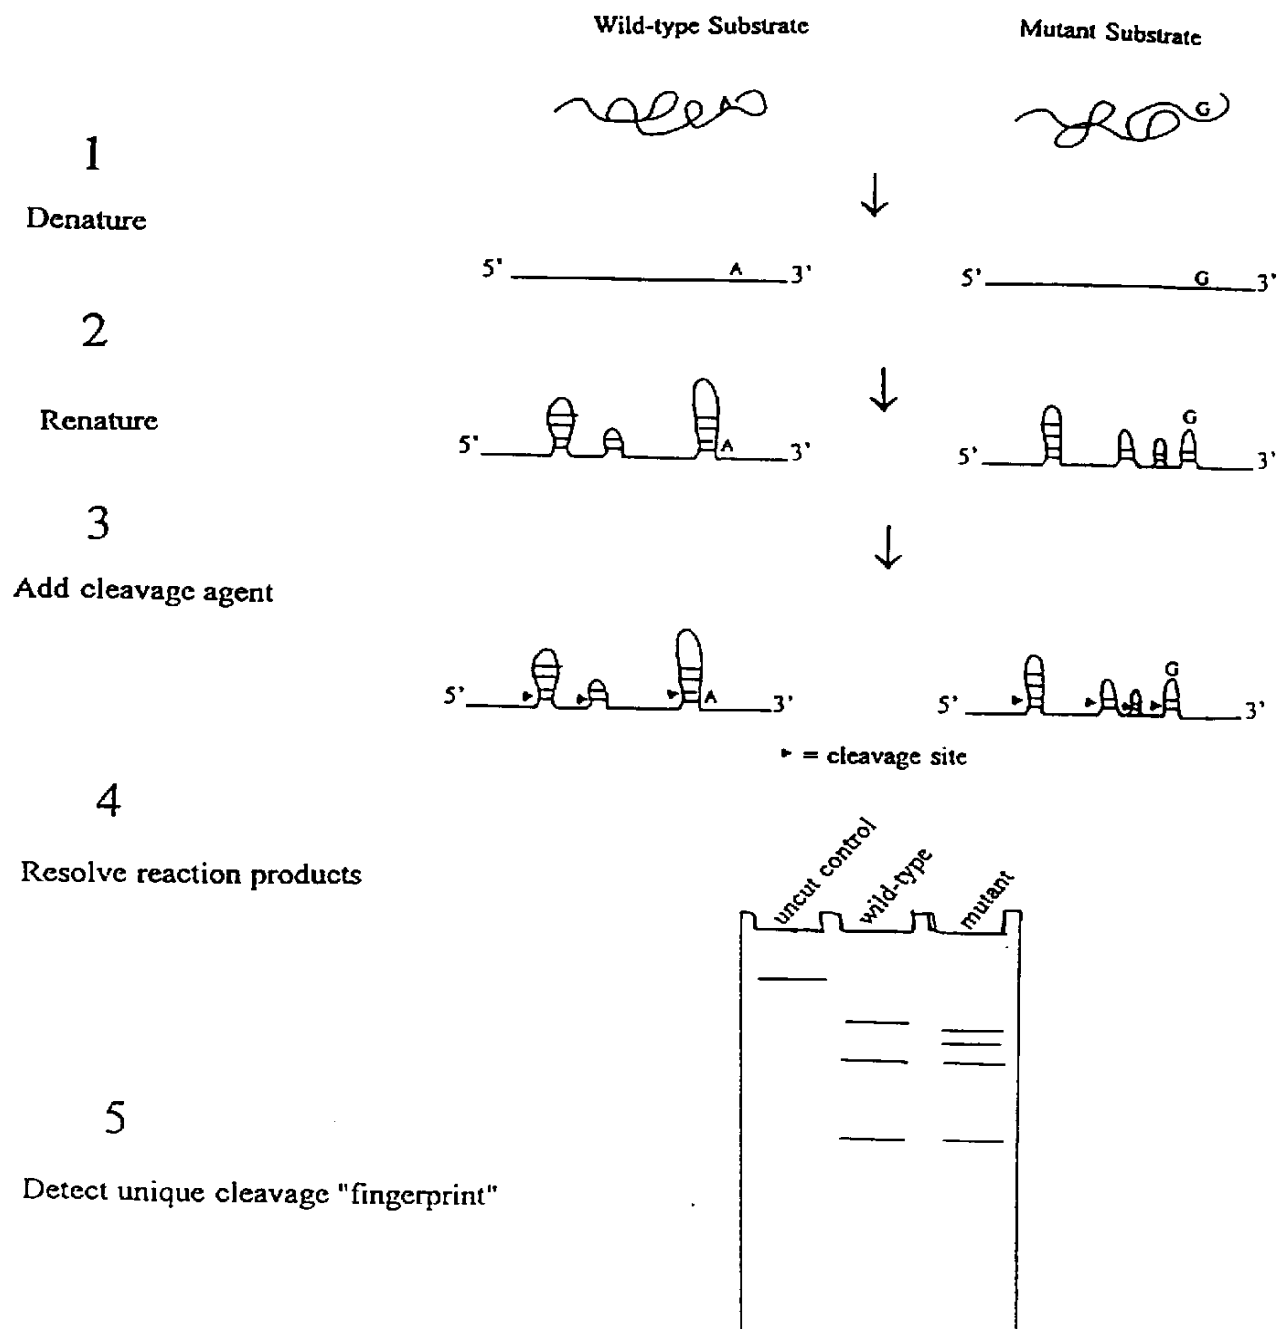 Wild-type Substrate
Mutant Substrate
A
G
1
Denature
5' A 3'
5' G 3'
2
Renature
5' A 3'
5' G 3'
3
Add cleavage agent
5' A 3'
5' G 3'
= cleavage site
4
Resolve reaction products
uncut control
wild-type
mutant
5
Detect unique cleavage "fingerprint"